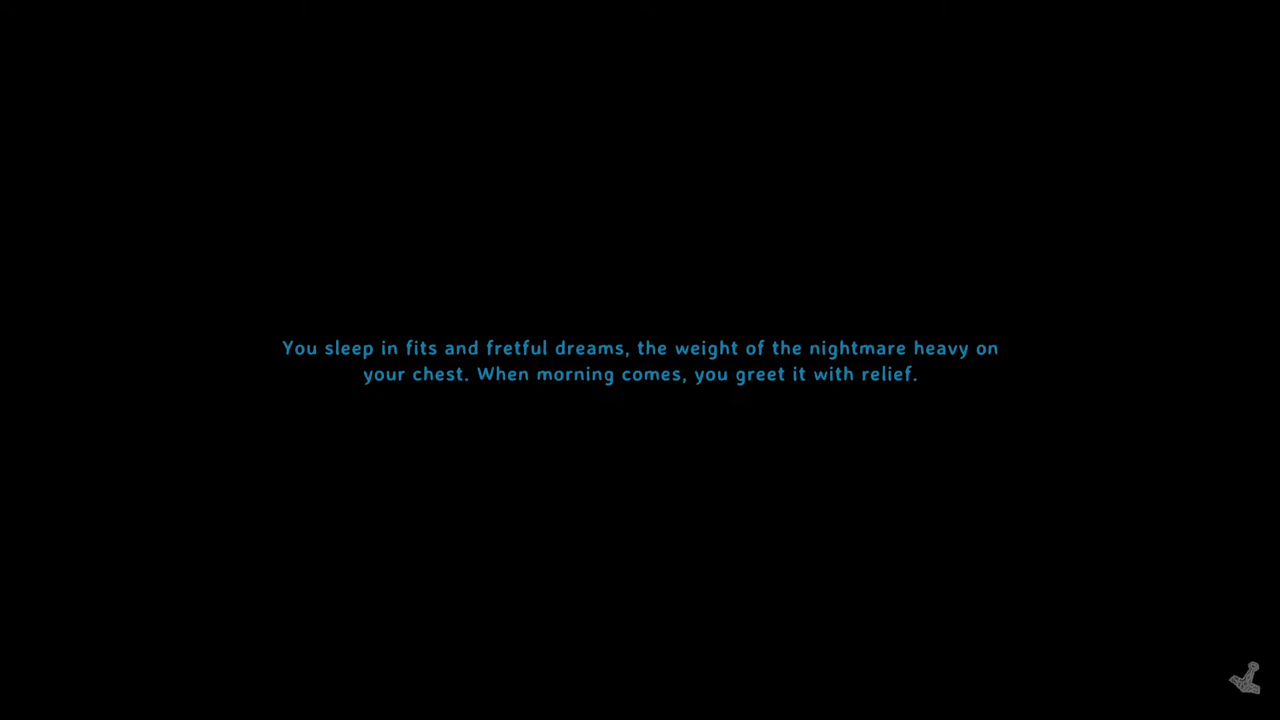 You sleep in fits and fretful dreams, the weight of the nightmare heavy on
your chest. When morning comes, you greet it with relief.